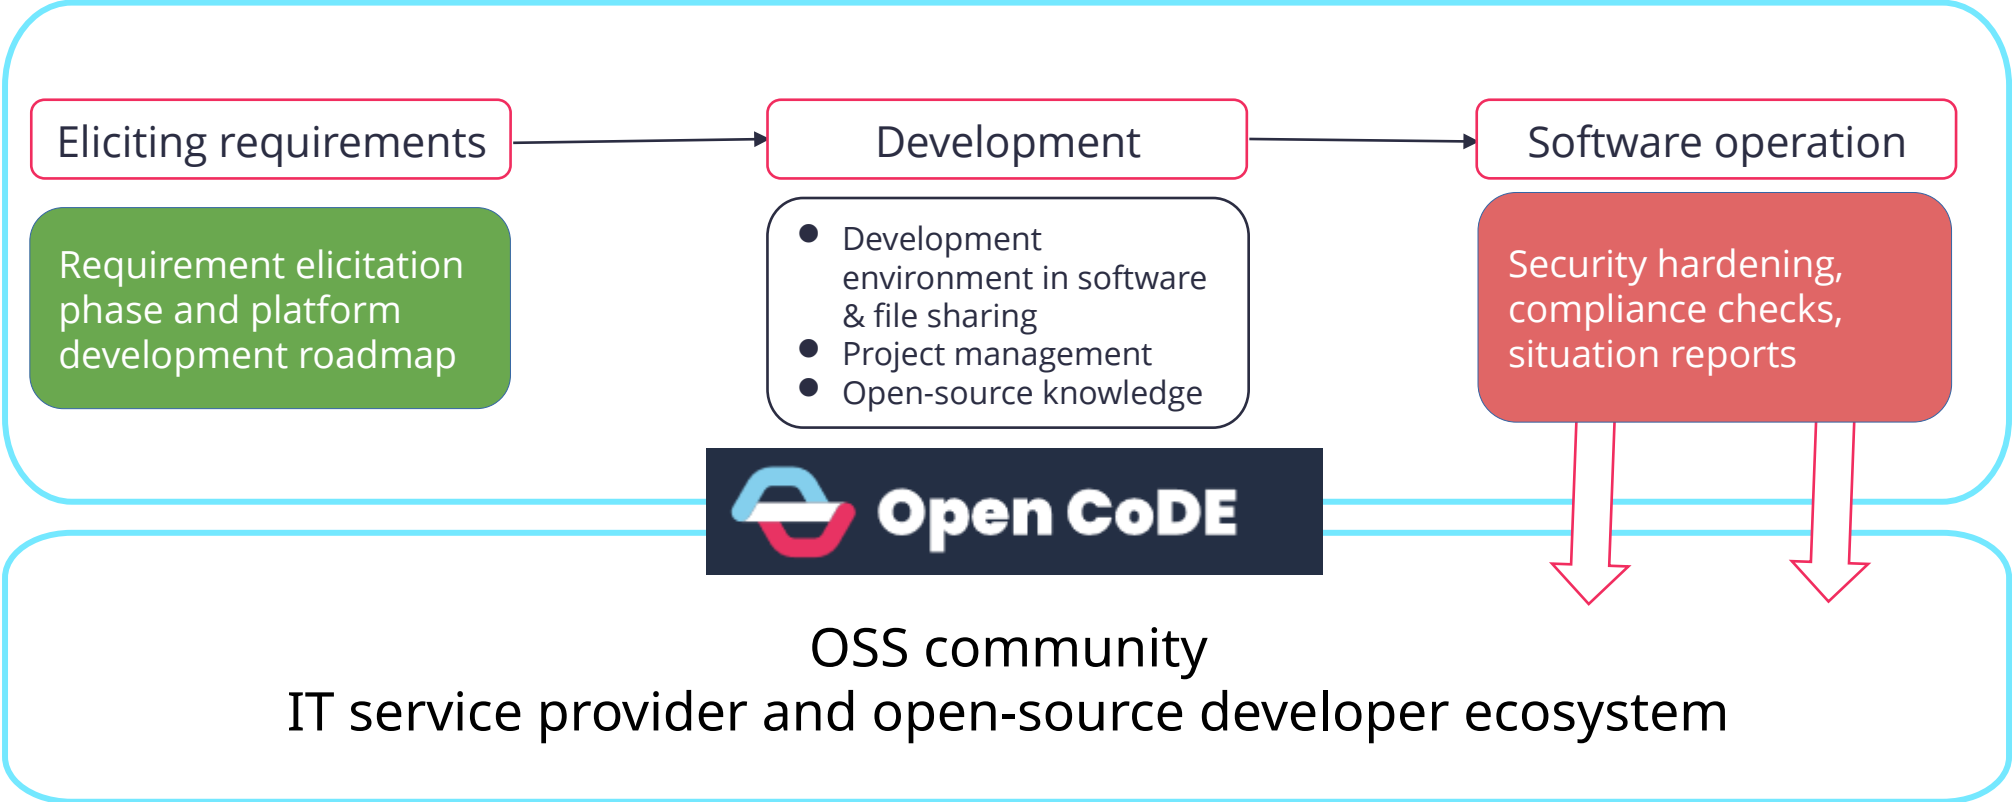 Eliciting requirements
Development
Software operation
Requirement elicitation
phase and platform
development roadmap
● Development
environment in software
& file sharing
● Project management
● Open-source knowledge
Security hardening,
compliance checks,
situation reports
Open CoDE
OSS community
IT service provider and open-source developer ecosystem